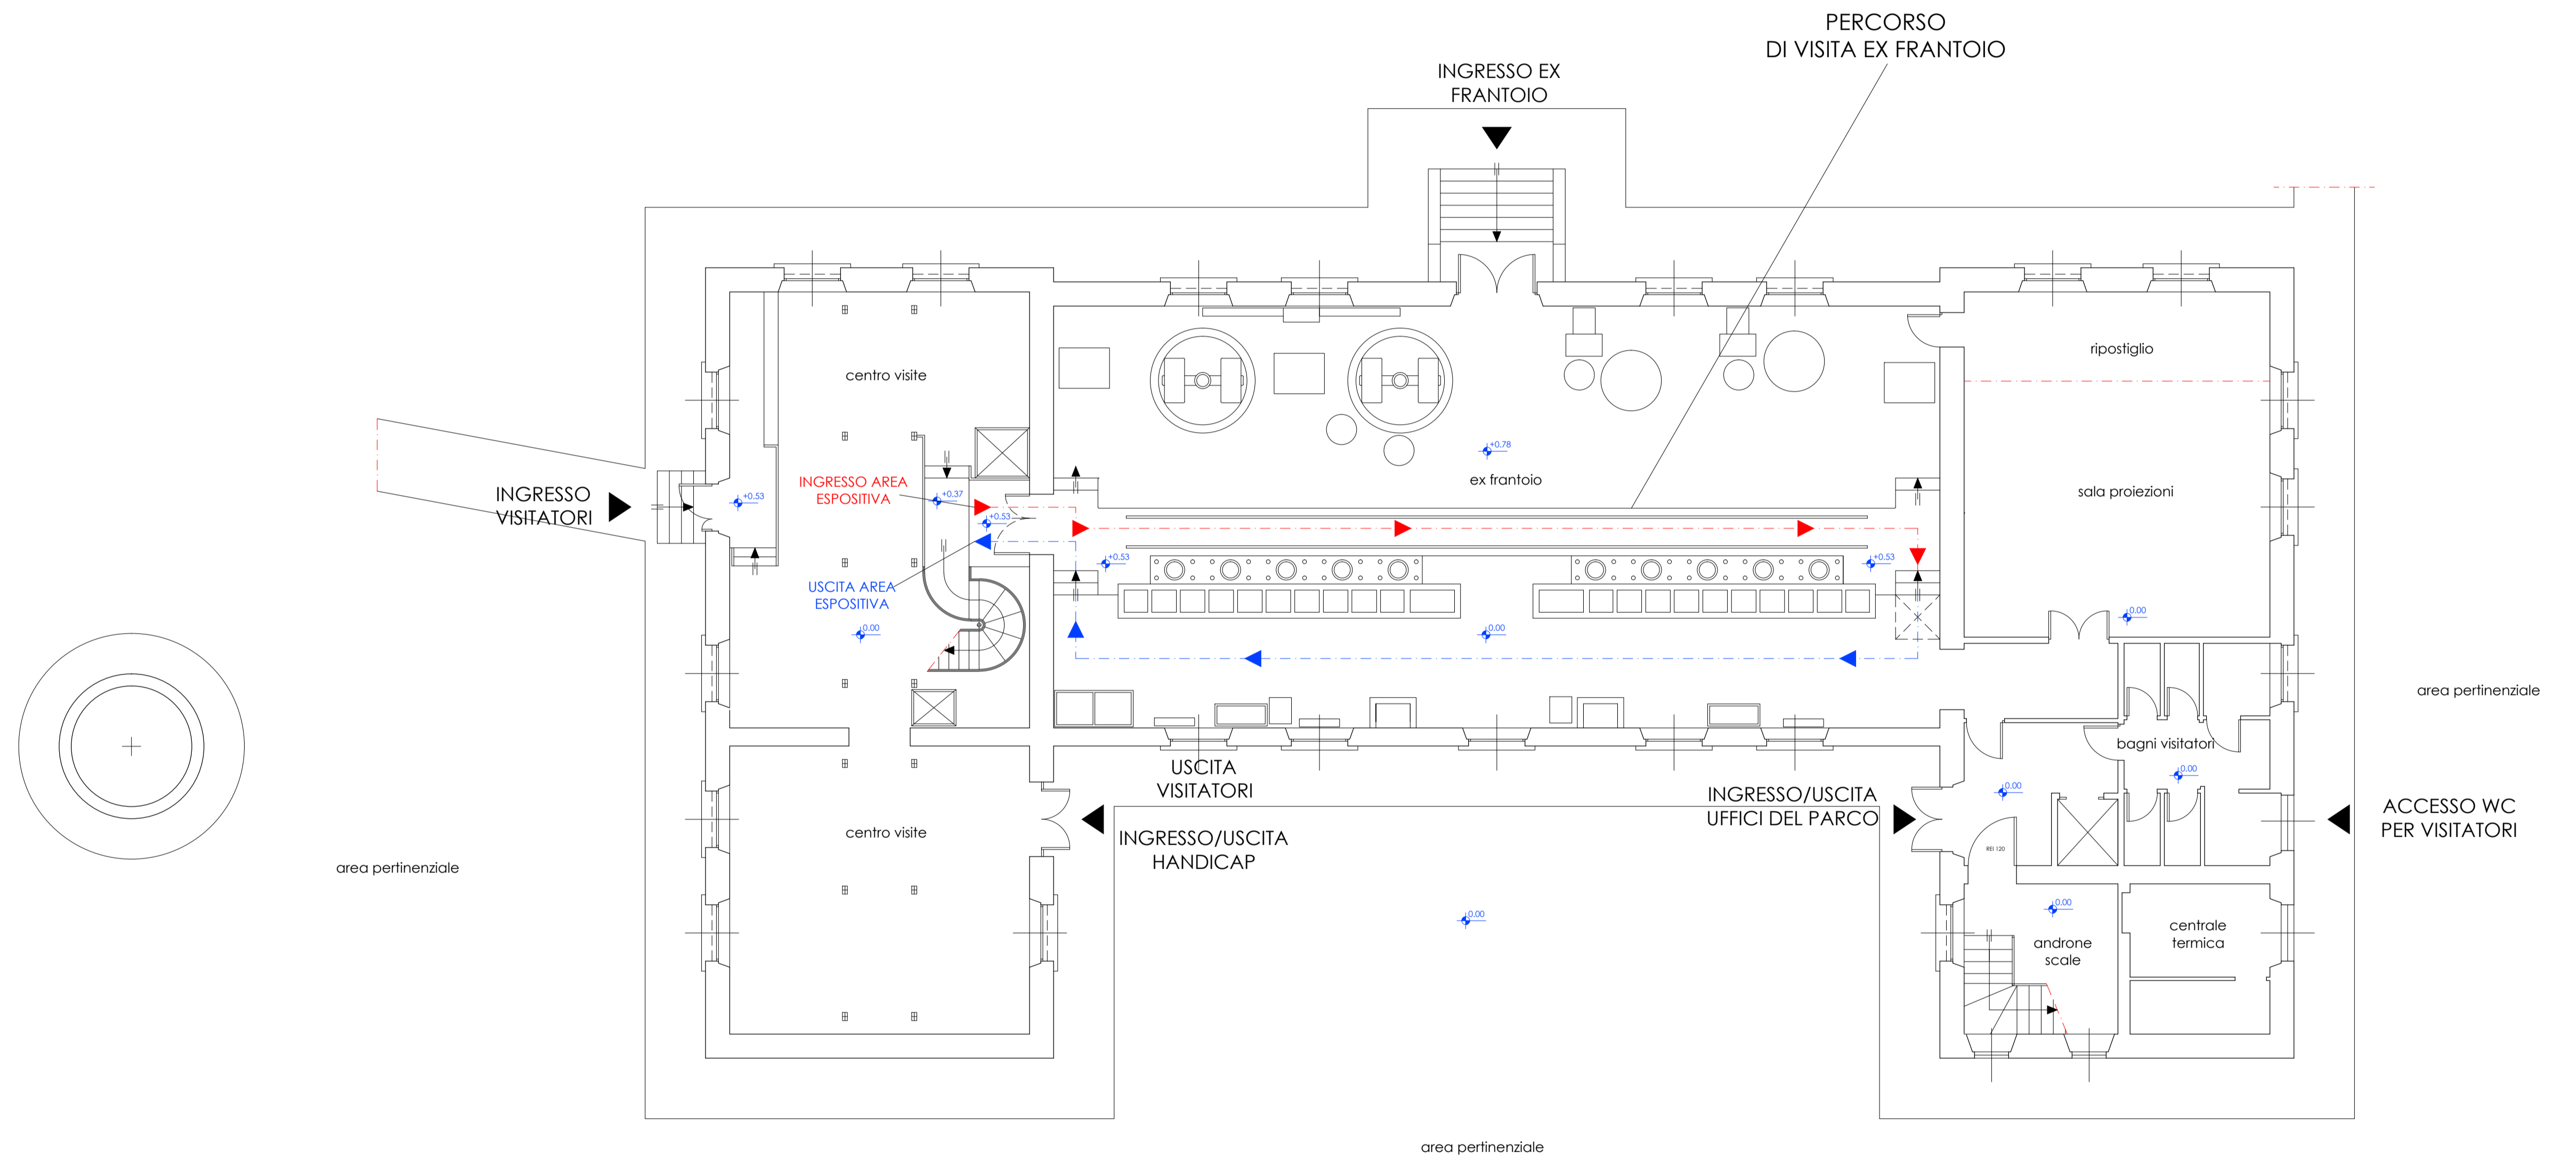 PERCORSO
DI VISITA EX FRANTOIO
INGRESSO EX
FRANTOIO
ripostiglio
centro visite
+0.78
ex frantoio
INGRESSO AREA
ESPOSITIVA
sala proiezioni
INGRESSO
VISITATORI
+0.53
+0.37
+0.53
+0.53
+0.53
USCITA AREA
ESPOSITIVA
0.00
0.00
0.00
area pertinenziale
bagni visitatori
0.00
USCITA
VISITATORI
0.00
INGRESSO/USCITA
UFFICI DEL PARCO
ACCESSO WC
PER VISITATORI
centro visite
INGRESSO/USCITA
HANDICAP
REI 120
area pertinenziale
0.00
0.00
centrale
termica
androne
scale
area pertinenziale